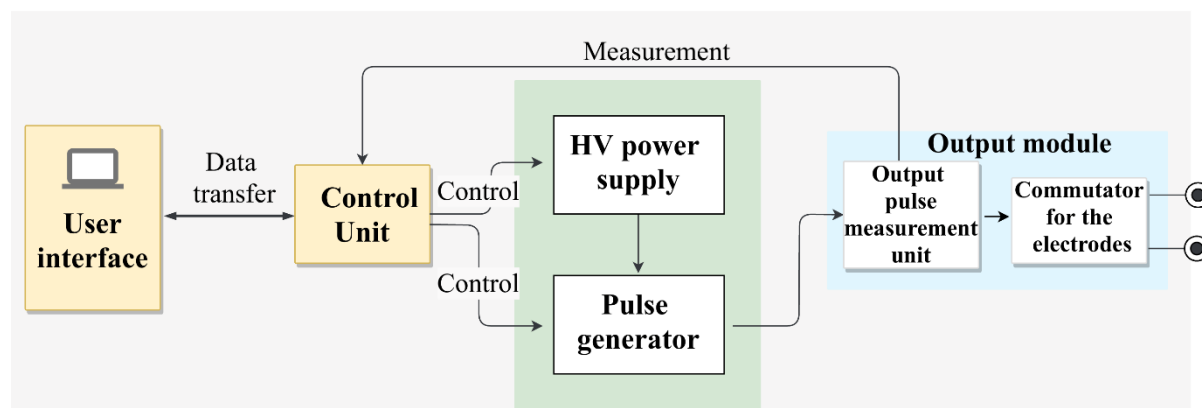 Measurement
User
interface
Data
transfer
Control
Unit
Control
Control
HV power
supply
Pulse
generator
Output module
Output
pulse
measurement
unit
Commutator
for the
electrodes